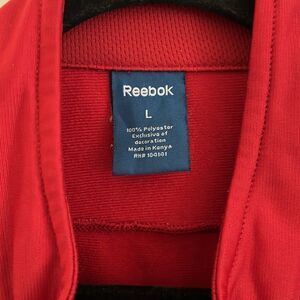 Reebok
L
100% Polyester
Exclusive of
decoration
Made in Kenya
RN# 100501